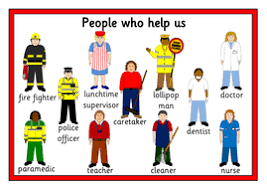 People who help us
fire fighter
police
officer
lunchtime
supervisor
caretaker
lollipop
man
dentist
doctor
paramedic
teacher
cleaner
nurse